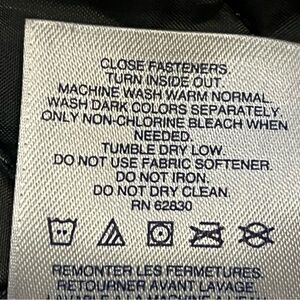 CLOSE FASTENERS.
TURN INSIDE OUT.
MACHINE WASH WARM NORMAL.
WASH DARK COLORS SEPARATELY.
ONLY NON-CHLORINE BLEACH WHEN
NEEDED.
TUMBLE DRY LOW.
DO NOT USE FABRIC SOFTENER.
DO NOT IRON.
DO NOT DRY CLEAN.
RN 62830
REMONTER LES FERMETURES.
RETOURNER AVANT LAVAGE.